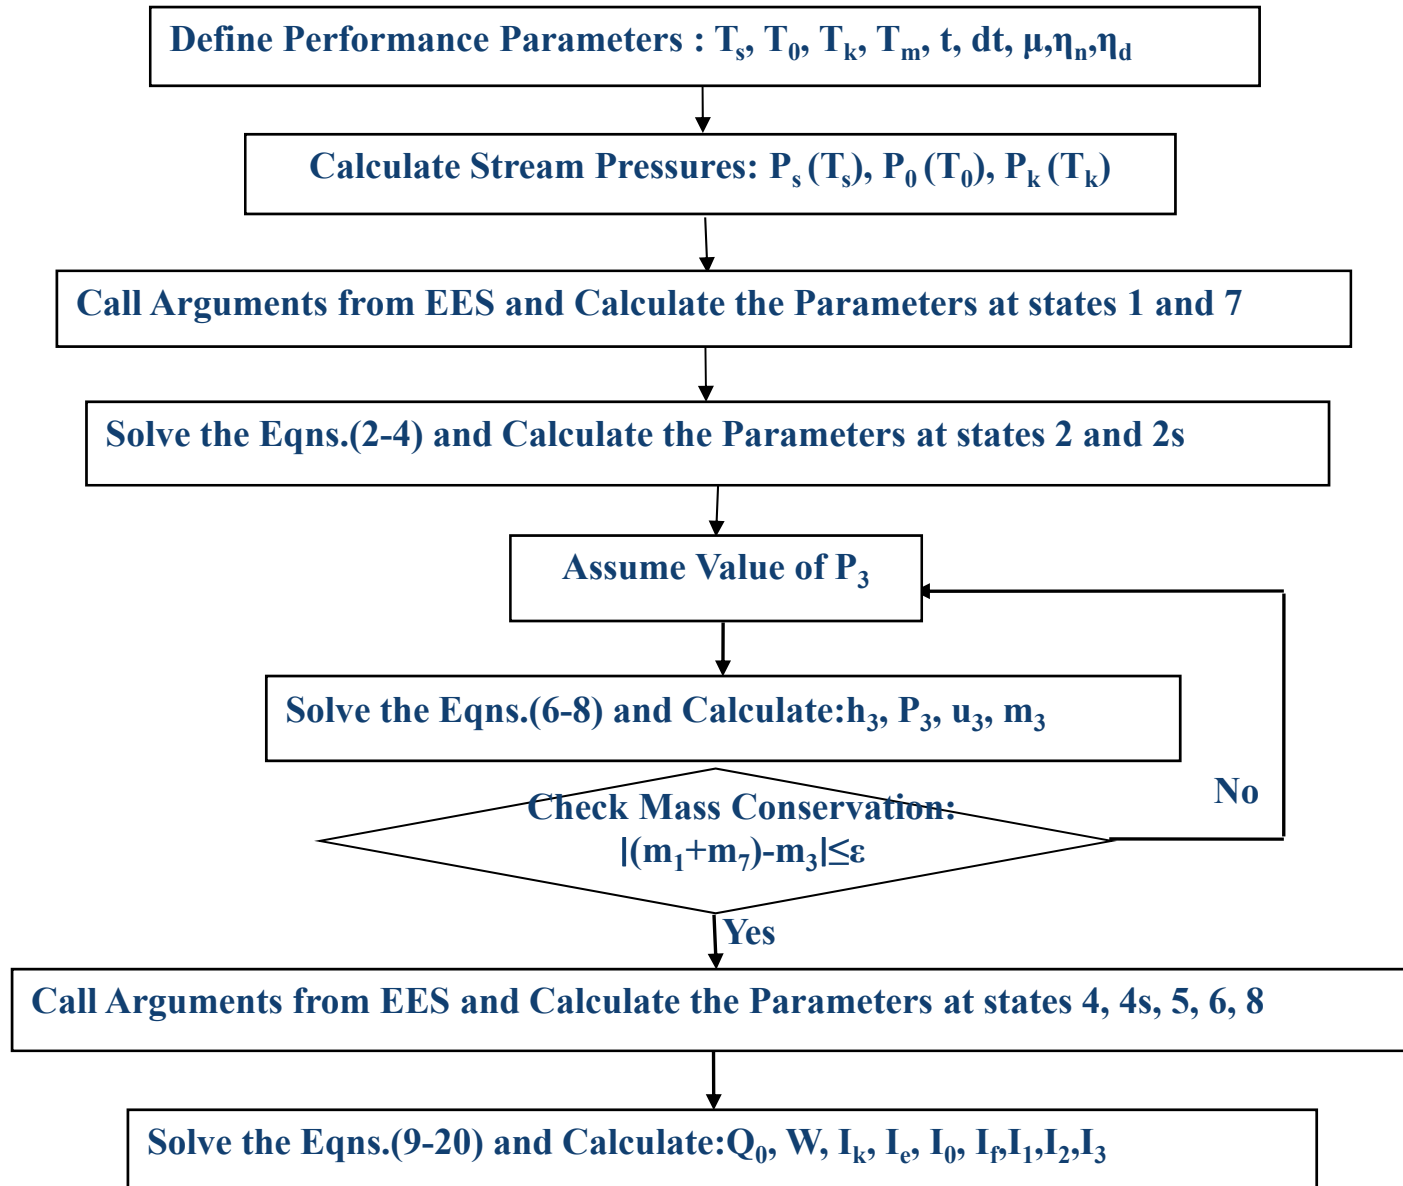 Define Performance Parameters : Tₛ, T₀, Tₖ, Tₘ, t, dt, μ,ηₙ,η_d
Calculate Stream Pressures: Pₛ (Tₛ), P₀ (T₀), Pₖ (Tₖ)
Call Arguments from EES and Calculate the Parameters at states 1 and 7
Solve the Eqns.(2-4) and Calculate the Parameters at states 2 and 2s
Assume Value of P₃
Solve the Eqns.(6-8) and Calculate:h₃, P₃, u₃, m₃
No
Check Mass Conservation:
|(m₁+m₇)-m₃|≤ε
Yes
Call Arguments from EES and Calculate the Parameters at states 4, 4s, 5, 6, 8
Solve the Eqns.(9-20) and Calculate:Q₀, W, Iₖ, Iₑ, I₀, I_f,I₁,I₂,I₃